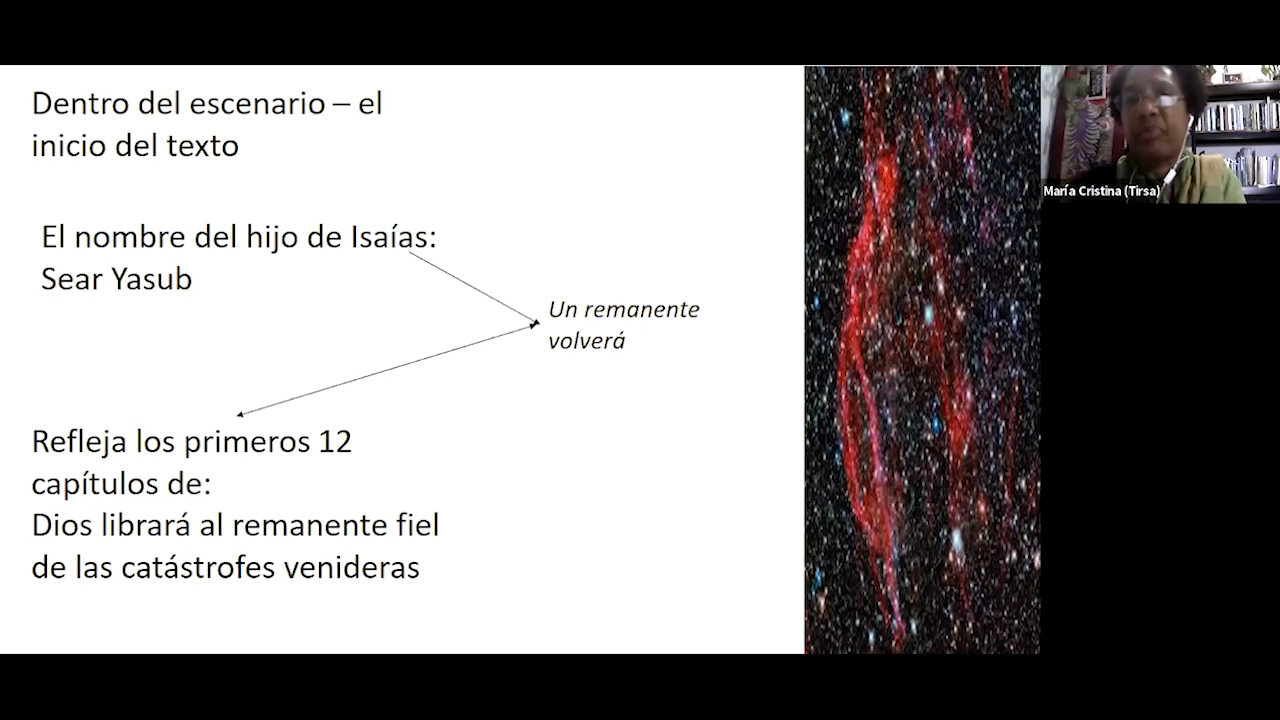 Dentro del escenario – el
inicio del texto
El nombre del hijo de Isaías:
Sear Yasub
Un remanente
volverá
Refleja los primeros 12
capítulos de:
Dios librará al remanente fiel
de las catástrofes venideras
María Cristina (Tirsa)